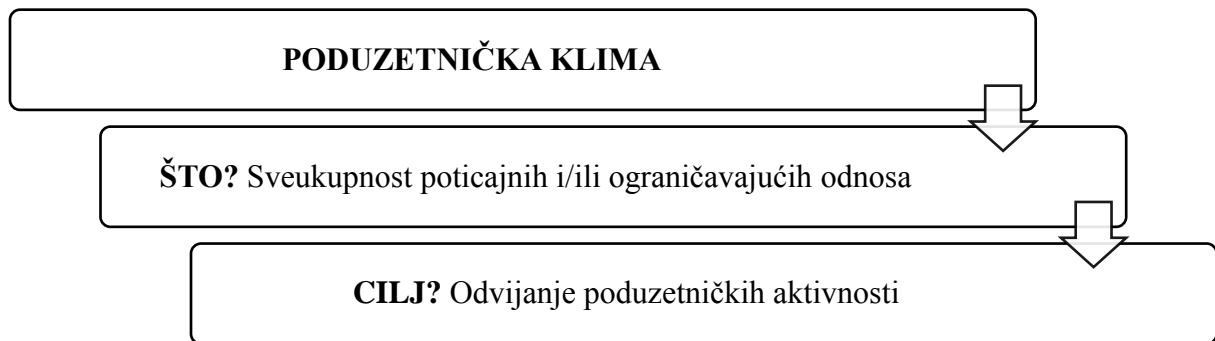 PODUZETNIČKA KLIMA
ŠTO? Sveukupnost poticajnih i/ili ograničavajućih odnosa
CILJ? Odvijanje poduzetničkih aktivnosti